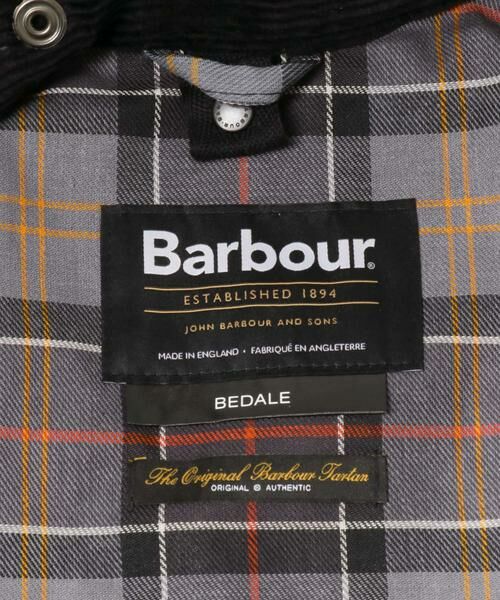 Barbour®
ESTABLISHED 1894
JOHN BARBOUR AND SONS
MADE IN ENGLAND • FABRIQUÉ EN ANGLETERRE
BEDALE
The Original Barbour Tartan
ORIGINAL ® AUTHENTIC